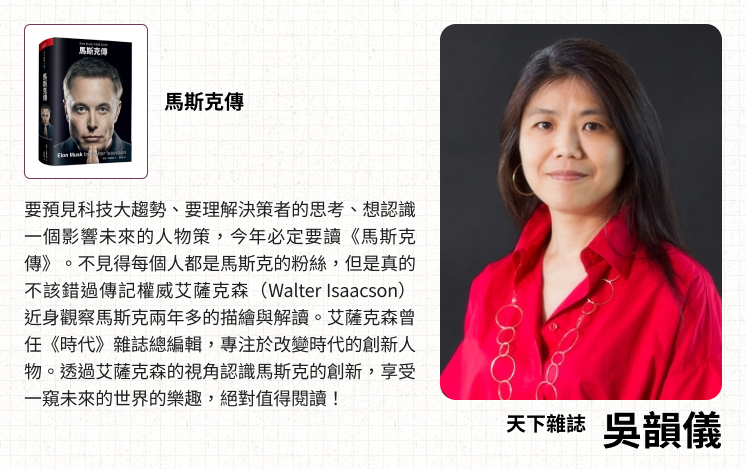 馬斯克傳
馬斯克傳
Elon Musk by Walter Isaacson
馬斯克傳
要預見科技大趨勢、要理解決策者的思考、想認識
一個影響未來的人物策，今年必定要讀《馬斯克
傳》。不見得每個人都是馬斯克的粉絲，但是真的
不該錯過傳記權威艾薩克森（Walter Isaacson）
近身觀察馬斯克兩年多的描繪與解讀。艾薩克森曾
任《時代》雜誌總編輯，專注於改變時代的創新人
物。透過艾薩克森的視角認識馬斯克的創新，享受
一窺未來的世界的樂趣，絕對值得閱讀！
天下雜誌 吳韻儀